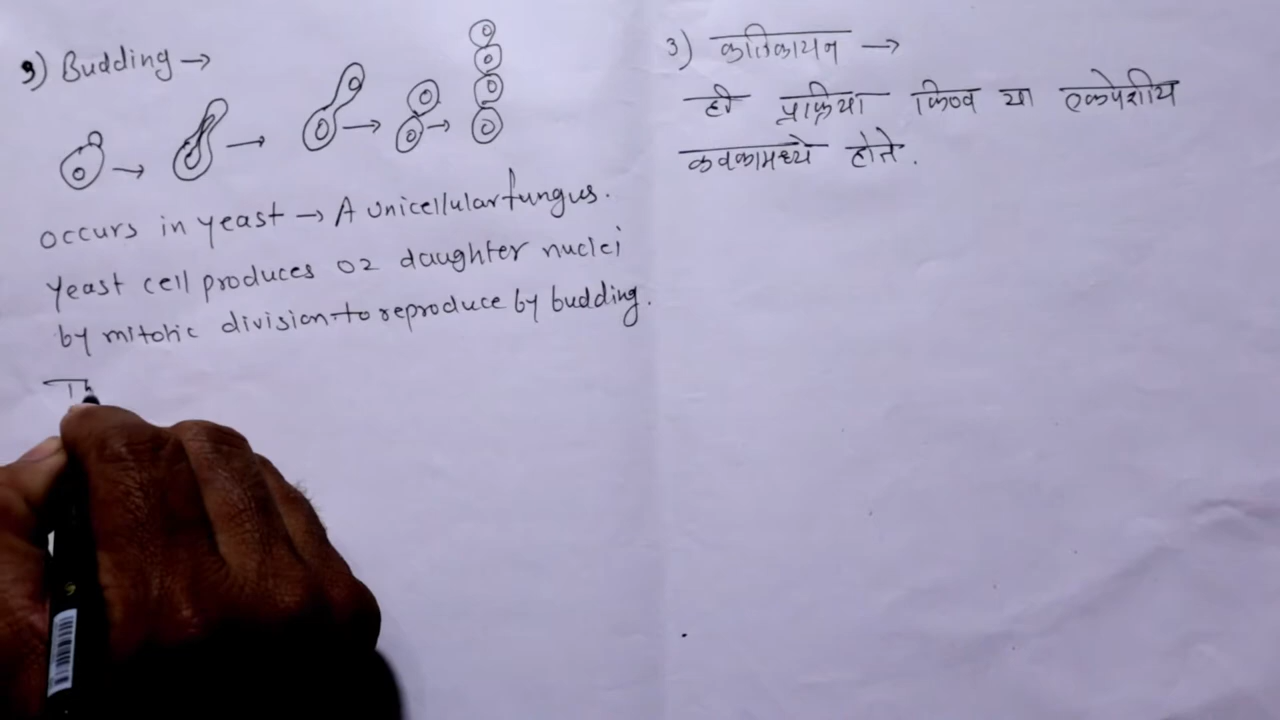 3) Budding →
occurs in yeast → A unicellular fungus.
Yeast cell produces 02 daughter nuclei
by mitotic division to reproduce by budding.
Th
3) कलिकायन →
ही प्रक्रिया किण्व या एकपेशीय
कवकामध्ये होते.